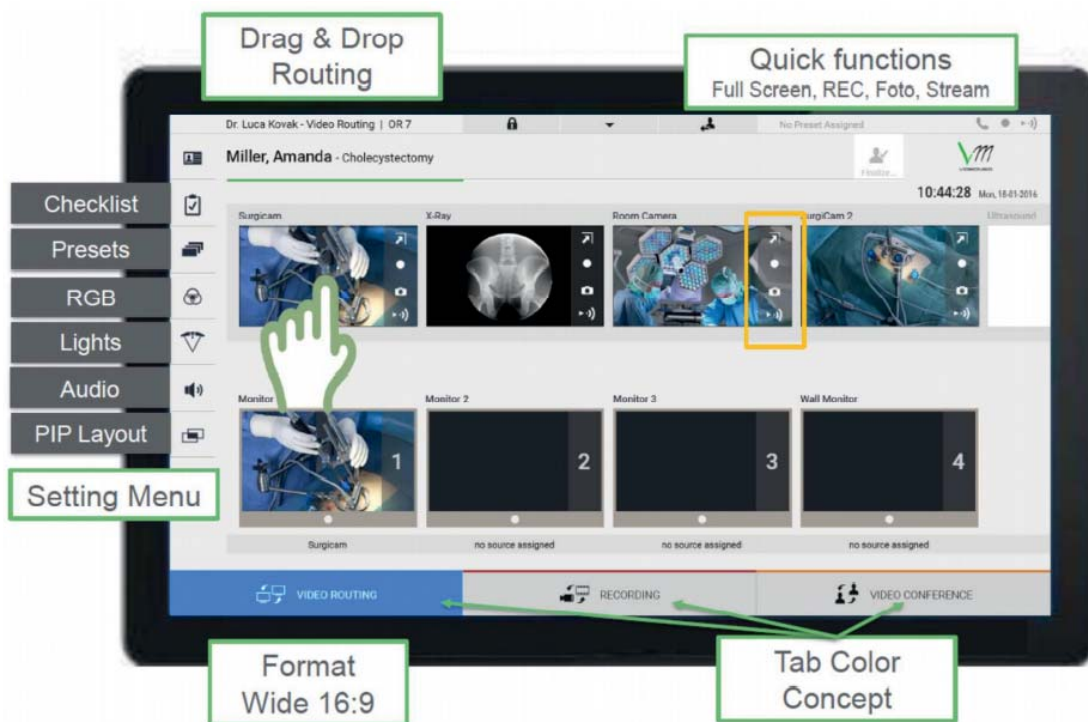 Drag & Drop
Routing
Quick functions
Full Screen, REC, Foto, Stream
Dr. Luca Kovak - Video Routing | OR 7
No Preset Assigned
Miller, Amanda - Cholecystectomy
Finalize...
Vm
10:44:28 Mon, 18-01-2016
Checklist
Presets
RGB
Lights
Audio
PIP Layout
Setting Menu
Surgicam
X-Ray
Room Camera
SurgiCam 2
Ultrasound
Monitor
Monitor 2
Monitor 3
Wall Monitor
1
2
3
4
Surgicam
no source assigned
no source assigned
no source assigned
VIDEO ROUTING
RECORDING
VIDEO CONFERENCE
Format
Wide 16:9
Tab Color
Concept